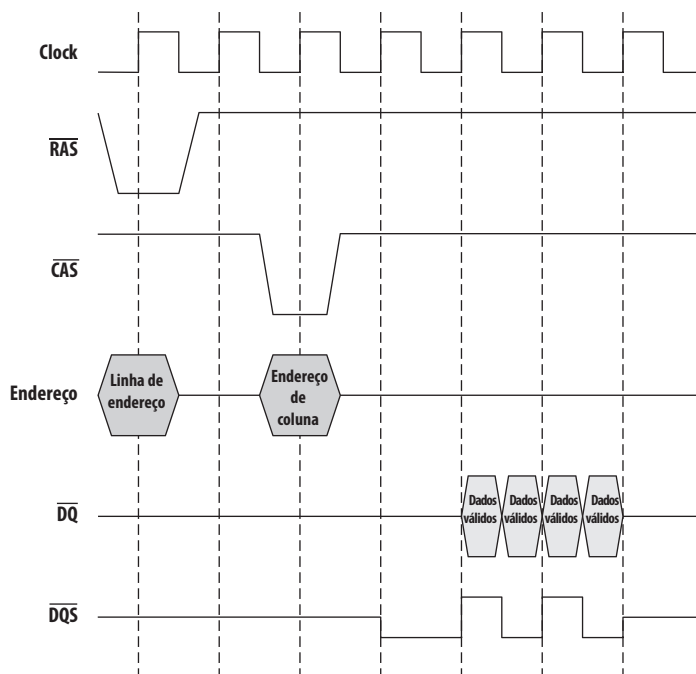 Clock
RAS
CAS
Endereço
Linha de
endereço
Endereço
de
coluna
DQ
Dados
válidos
Dados
válidos
Dados
válidos
Dados
válidos
DQS